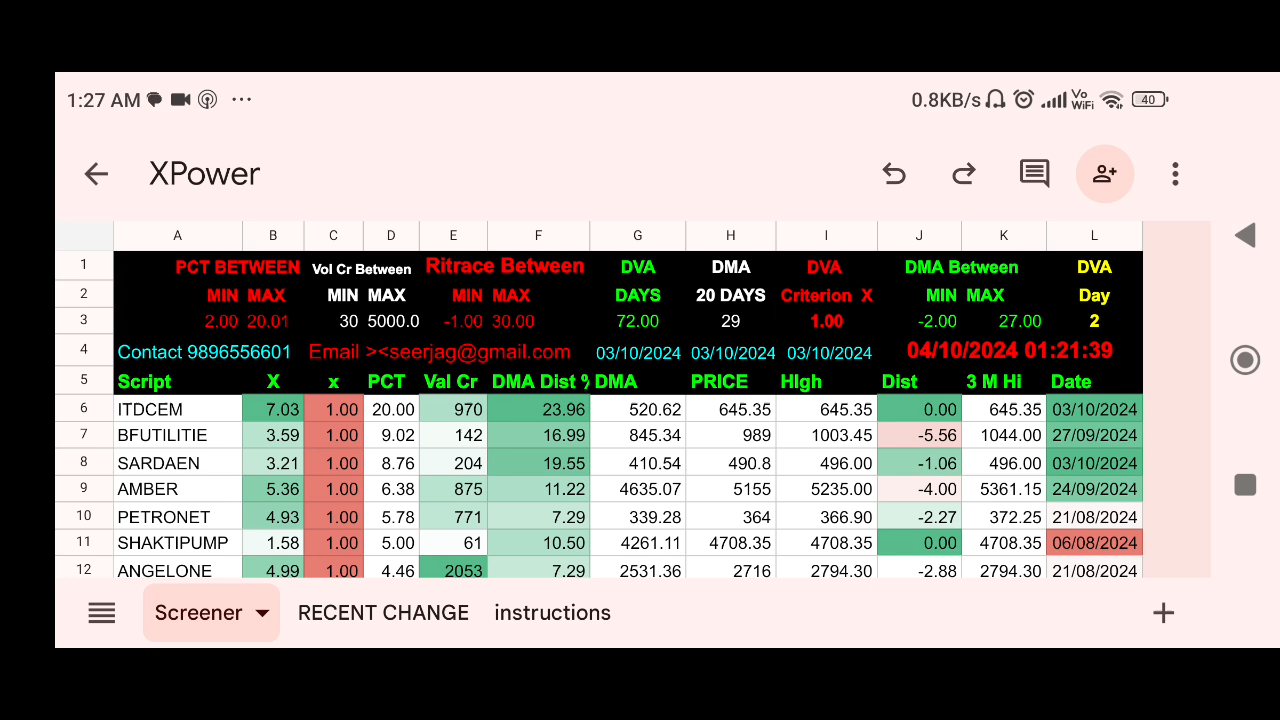 1:27 AM ··· 0.8KB/s Vo WiFi 40
XPower
A B C D E F G H I J K L
1 PCT BETWEEN Vol Cr Between Ritrace Between DVA DMA DVA DMA Between DVA
2 MIN MAX MIN MAX MIN MAX DAYS 20 DAYS Criterion X MIN MAX Day
3 2.00 20.01 30 5000.0 -1.00 30.00 72.00 29 1.00 -2.00 27.00 2
4 Contact 9896556601 Email ><seerjag@gmail.com 03/10/2024 03/10/2024 03/10/2024 04/10/2024 01:21:39
5 Script X x PCT Val Cr DMA Dist % DMA PRICE HIgh Dist 3 M Hi Date
6 ITDCEM 7.03 1.00 20.00 970 23.96 520.62 645.35 645.35 0.00 645.35 03/10/2024
7 BFUTILITIE 3.59 1.00 9.02 142 16.99 845.34 989 1003.45 -5.56 1044.00 27/09/2024
8 SARDAEN 3.21 1.00 8.76 204 19.55 410.54 490.8 496.00 -1.06 496.00 03/10/2024
9 AMBER 5.36 1.00 6.38 875 11.22 4635.07 5155 5235.00 -4.00 5361.15 24/09/2024
10 PETRONET 4.93 1.00 5.78 771 7.29 339.28 364 366.90 -2.27 372.25 21/08/2024
11 SHAKTIPUMP 1.58 1.00 5.00 61 10.50 4261.11 4708.35 4708.35 0.00 4708.35 06/08/2024
12 ANGELONE 4.99 1.00 4.46 2053 7.29 2531.36 2716 2794.30 -2.88 2794.30 21/08/2024
Screener RECENT CHANGE instructions